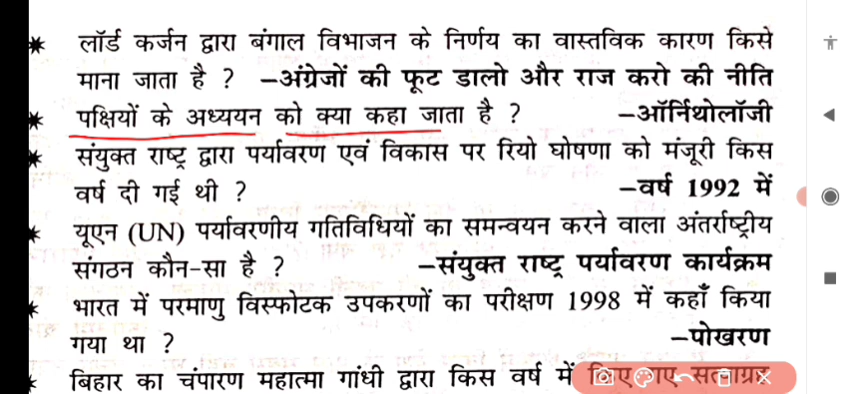 * लॉर्ड कर्जन द्वारा बंगाल विभाजन के निर्णय का वास्तविक कारण किसे
माना जाता है ? –अंग्रेजों की फूट डालो और राज करो की नीति
* पक्षियों के अध्ययन को क्या कहा जाता है ? –ऑर्निथोलॉजी
* संयुक्त राष्ट्र द्वारा पर्यावरण एवं विकास पर रियो घोषणा को मंजूरी किस
वर्ष दी गई थी ? –वर्ष 1992 में
* यूएन (UN) पर्यावरणीय गतिविधियों का समन्वयन करने वाला अंतर्राष्ट्रीय
संगठन कौन-सा है ? –संयुक्त राष्ट्र पर्यावरण कार्यक्रम
* भारत में परमाणु विस्फोटक उपकरणों का परीक्षण 1998 में कहाँ किया
गया था ? –पोखरण
* बिहार का चंपारण महात्मा गांधी द्वारा किस वर्ष में